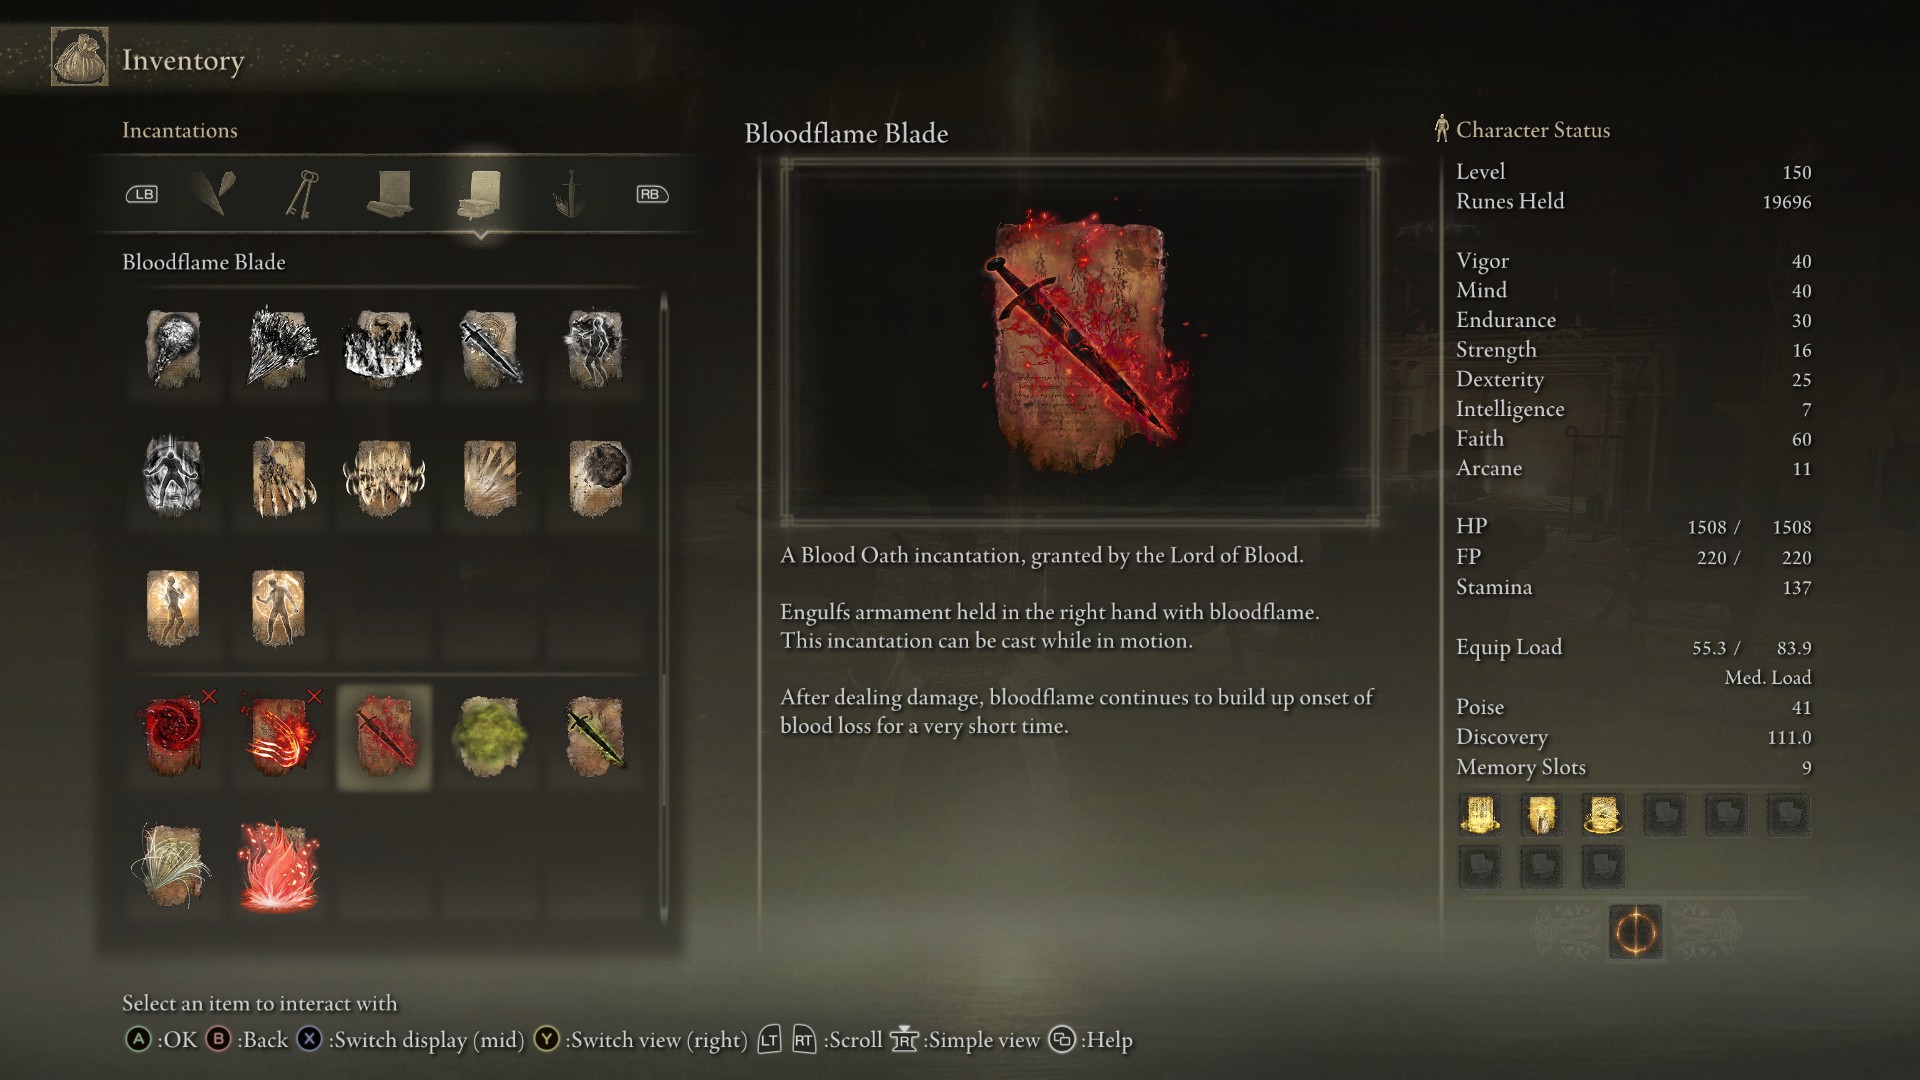 Inventory
Incantations
LB
RB
Bloodflame Blade
Bloodflame Blade
A Blood Oath incantation, granted by the Lord of Blood.
Engulfs armament held in the right hand with bloodflame.
This incantation can be cast while in motion.
After dealing damage, bloodflame continues to build up onset of
blood loss for a very short time.
Character Status
Level 150
Runes Held 19696
Vigor 40
Mind 40
Endurance 30
Strength 16
Dexterity 25
Intelligence 7
Faith 60
Arcane 11
HP 1508 / 1508
FP 220 / 220
Stamina 137
Equip Load 55.3 / 83.9
Med. Load
Poise 41
Discovery 111.0
Memory Slots 9
Select an item to interact with
A :OK B :Back X :Switch display (mid) Y :Switch view (right) LT RT :Scroll R :Simple view :Help